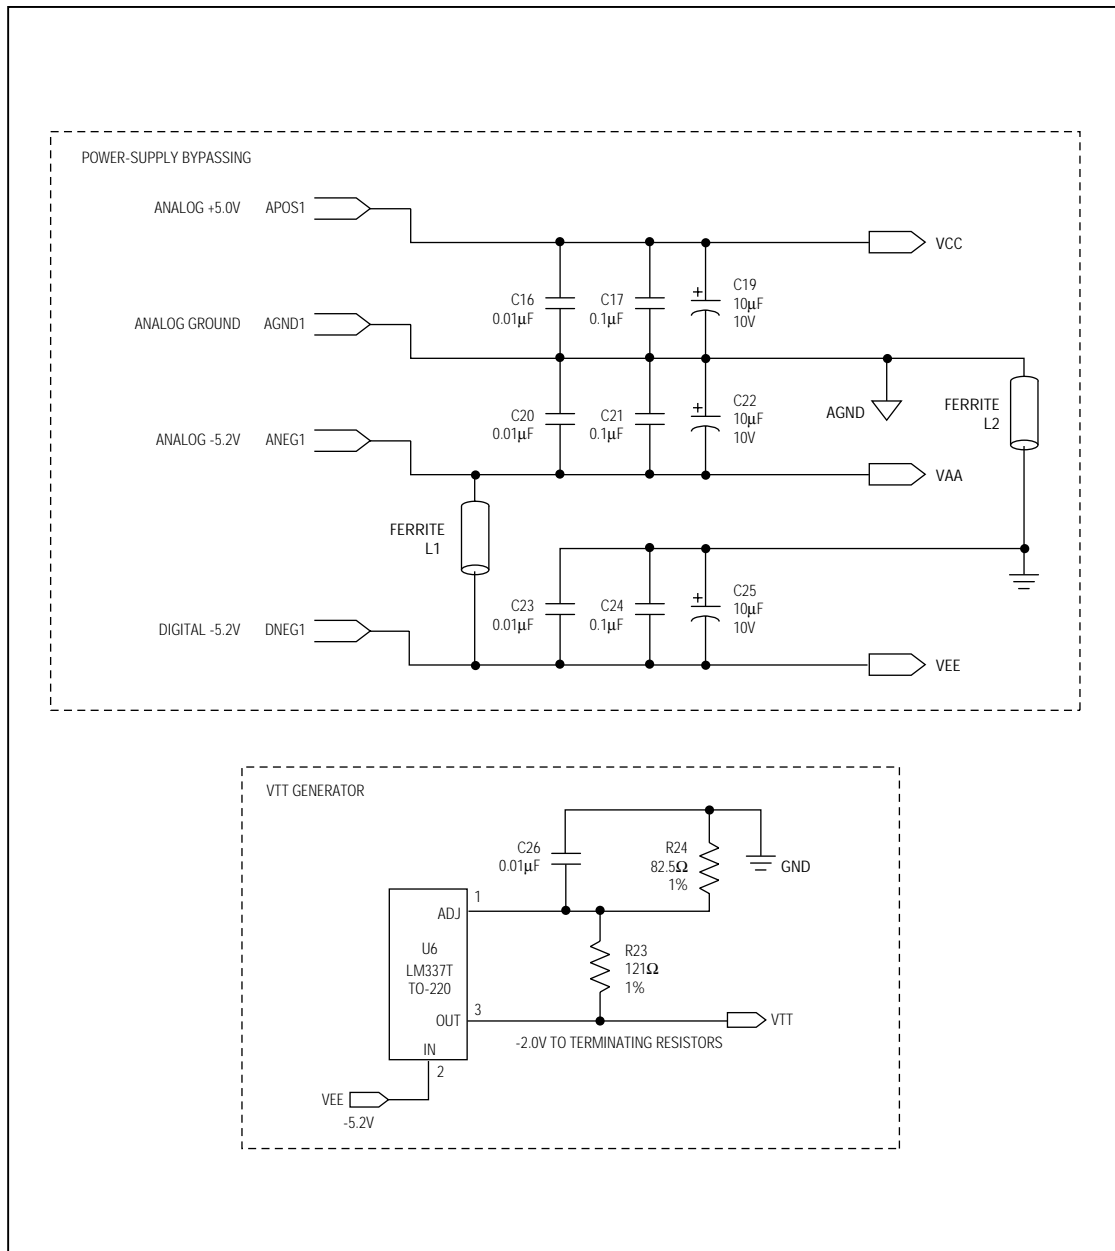 POWER-SUPPLY BYPASSING
ANALOG +5.0V APOS1
VCC
C16
0.01µF
C17
0.1µF
+
C19
10µF
10V
ANALOG GROUND AGND1
C20
0.01µF
C21
0.1µF
+
C22
10µF
10V
AGND
FERRITE
L2
ANALOG -5.2V ANEG1
VAA
FERRITE
L1
C23
0.01µF
C24
0.1µF
+
C25
10µF
10V
DIGITAL -5.2V DNEG1
VEE
VTT GENERATOR
C26
0.01µF
R24
82.5Ω
1%
GND
1
ADJ
U6
LM337T
TO-220
R23
121Ω
1%
3
OUT
VTT
-2.0V TO TERMINATING RESISTORS
IN
2
VEE
-5.2V